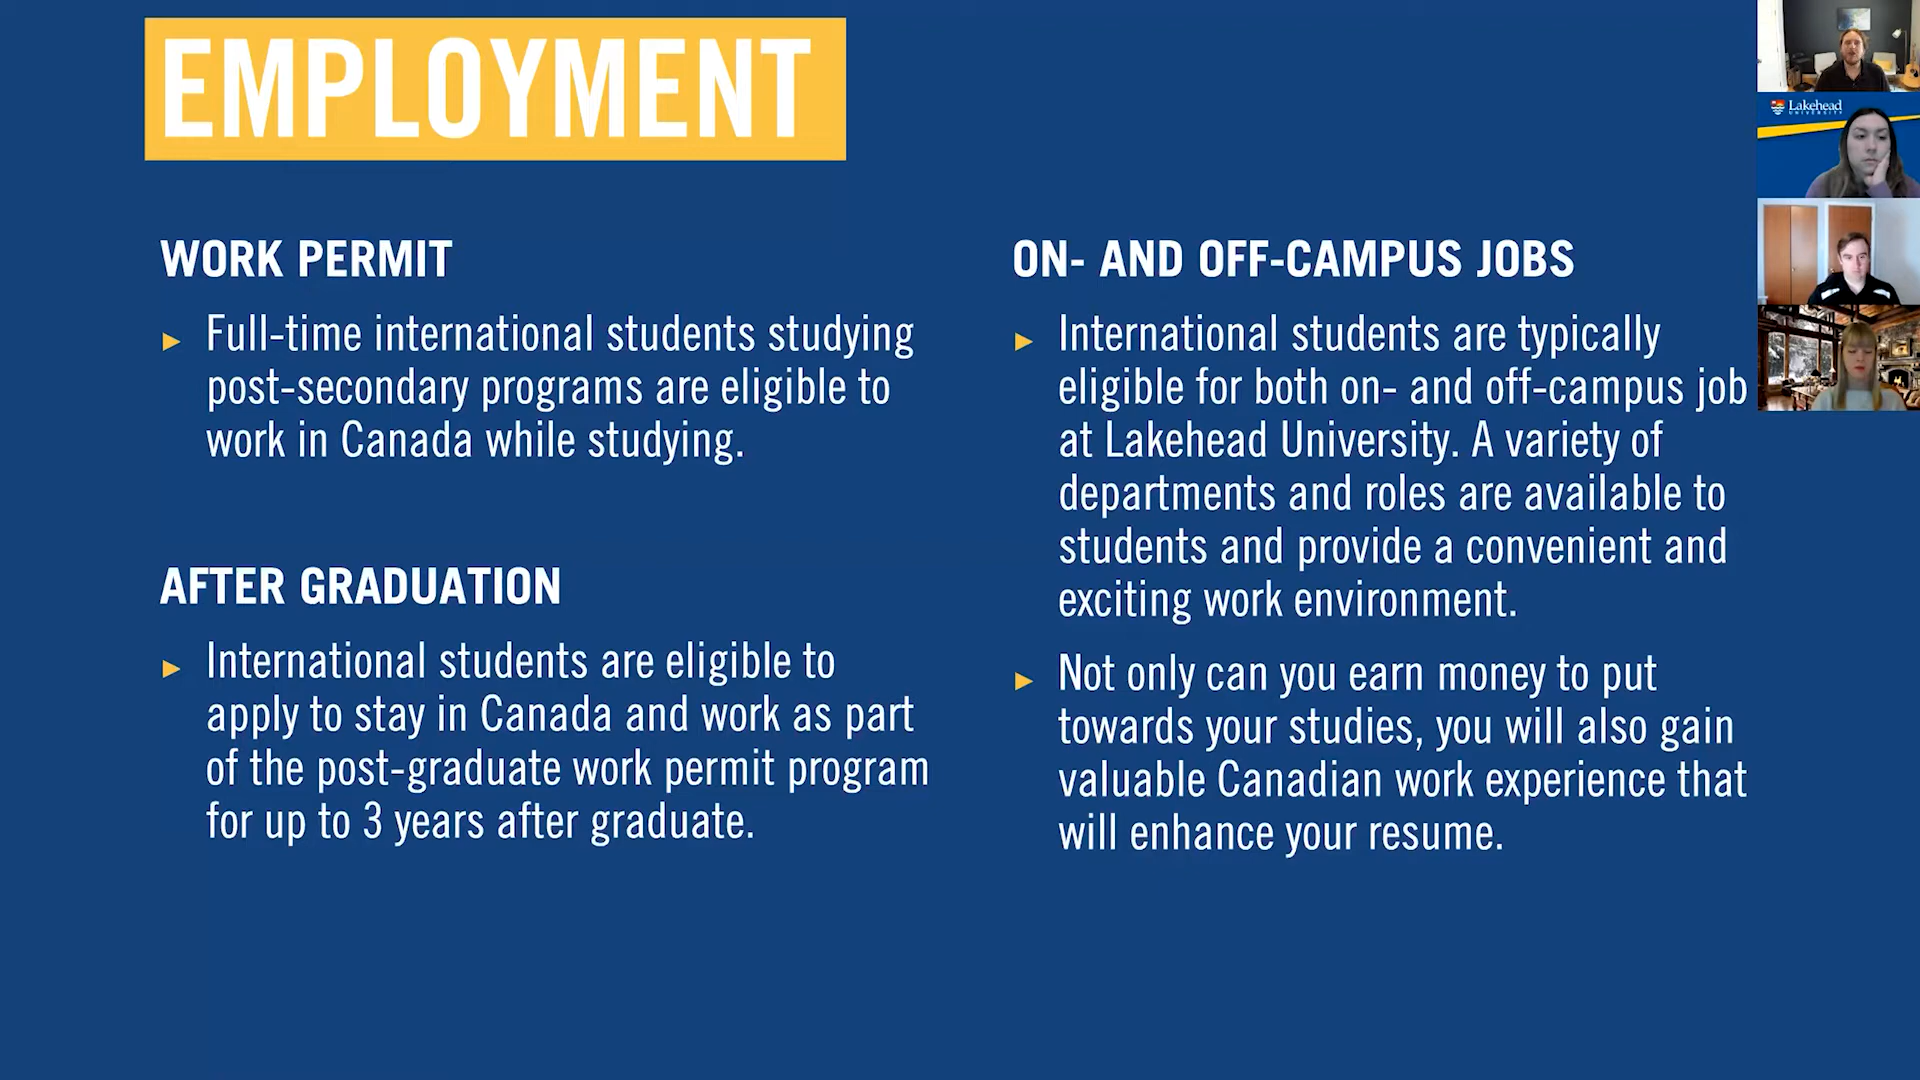 EMPLOYMENT
WORK PERMIT
Full-time international students studying
post-secondary programs are eligible to
work in Canada while studying.
AFTER GRADUATION
International students are eligible to
apply to stay in Canada and work as part
of the post-graduate work permit program
for up to 3 years after graduate.
ON- AND OFF-CAMPUS JOBS
International students are typically
eligible for both on- and off-campus job
at Lakehead University. A variety of
departments and roles are available to
students and provide a convenient and
exciting work environment.
Not only can you earn money to put
towards your studies, you will also gain
valuable Canadian work experience that
will enhance your resume.
Lakehead
UNIVERSITY